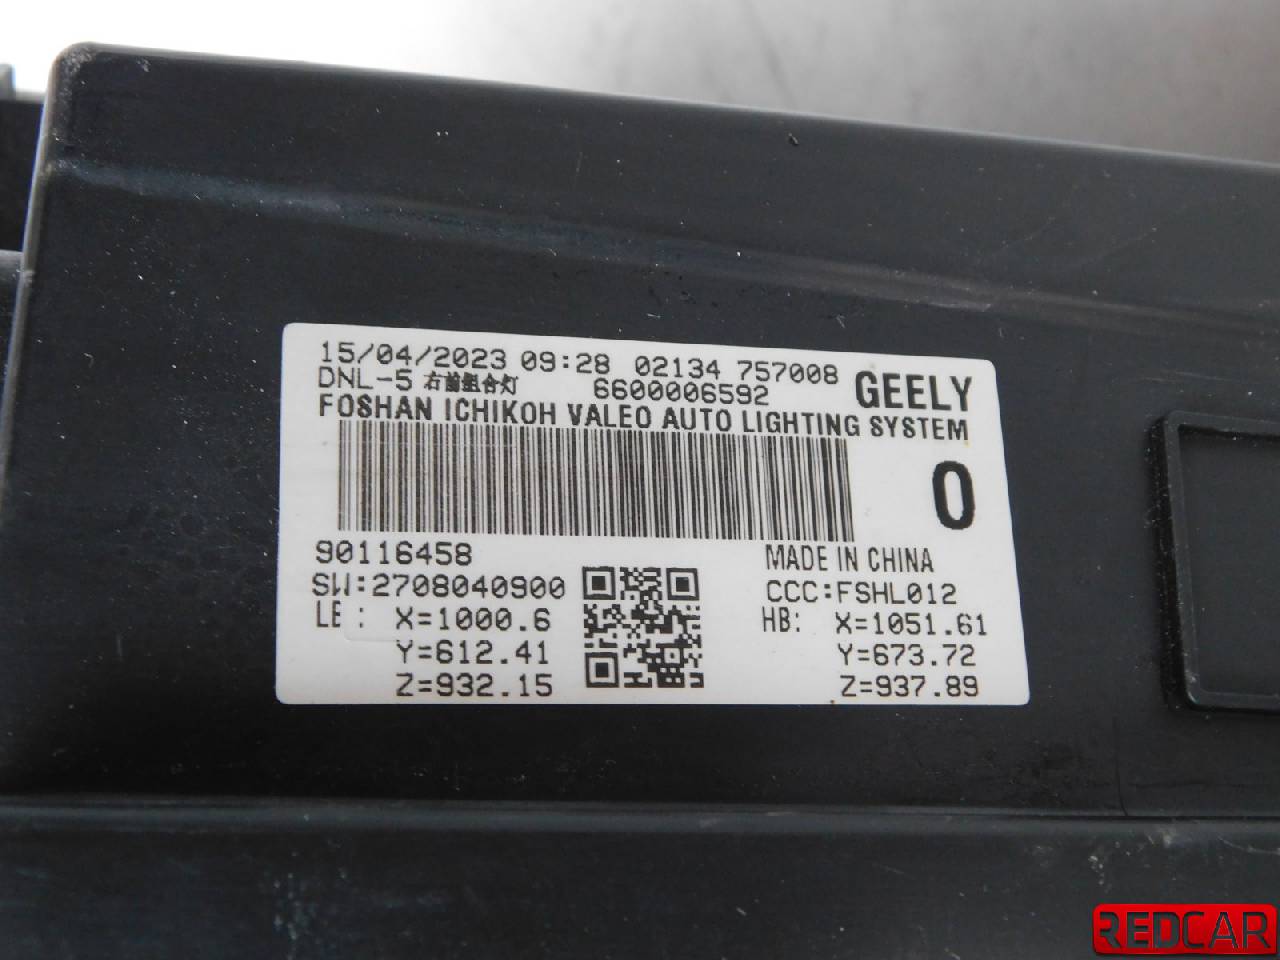 15/04/2023 09:28 02134 757008
DNL-5 右前组合灯 6600006592 GEELY
FOSHAN ICHIKOH VALEO AUTO LIGHTING SYSTEM
0
90116458 MADE IN CHINA
SW:2708040900 CCC:FSHL012
LB: X=1000.6 HB: X=1051.61
Y=612.41 Y=673.72
Z=932.15 Z=937.89
REDCAR